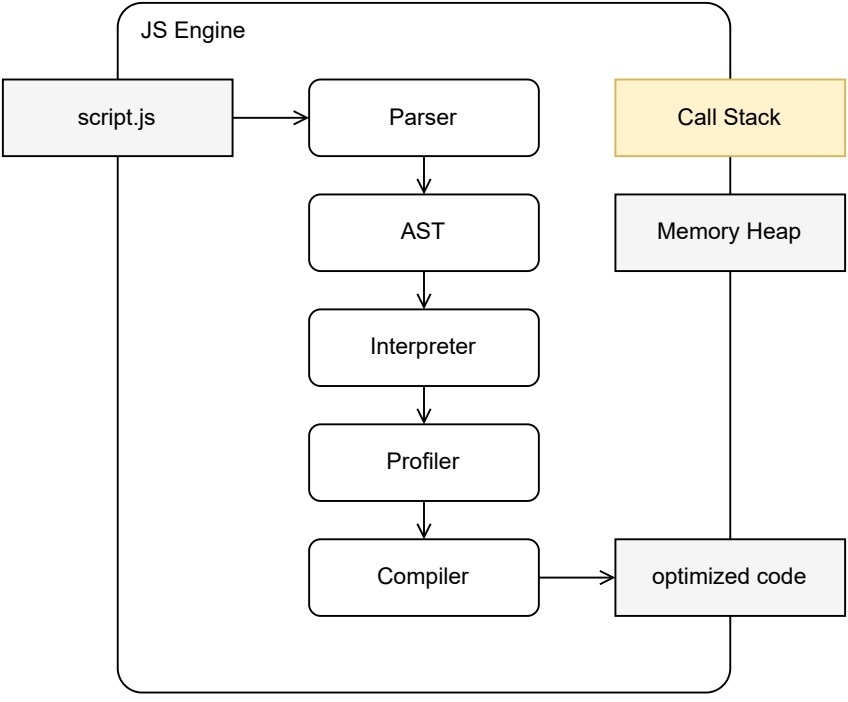 JS Engine
script.js
Parser
Call Stack
AST
Memory Heap
Interpreter
Profiler
Compiler
optimized code